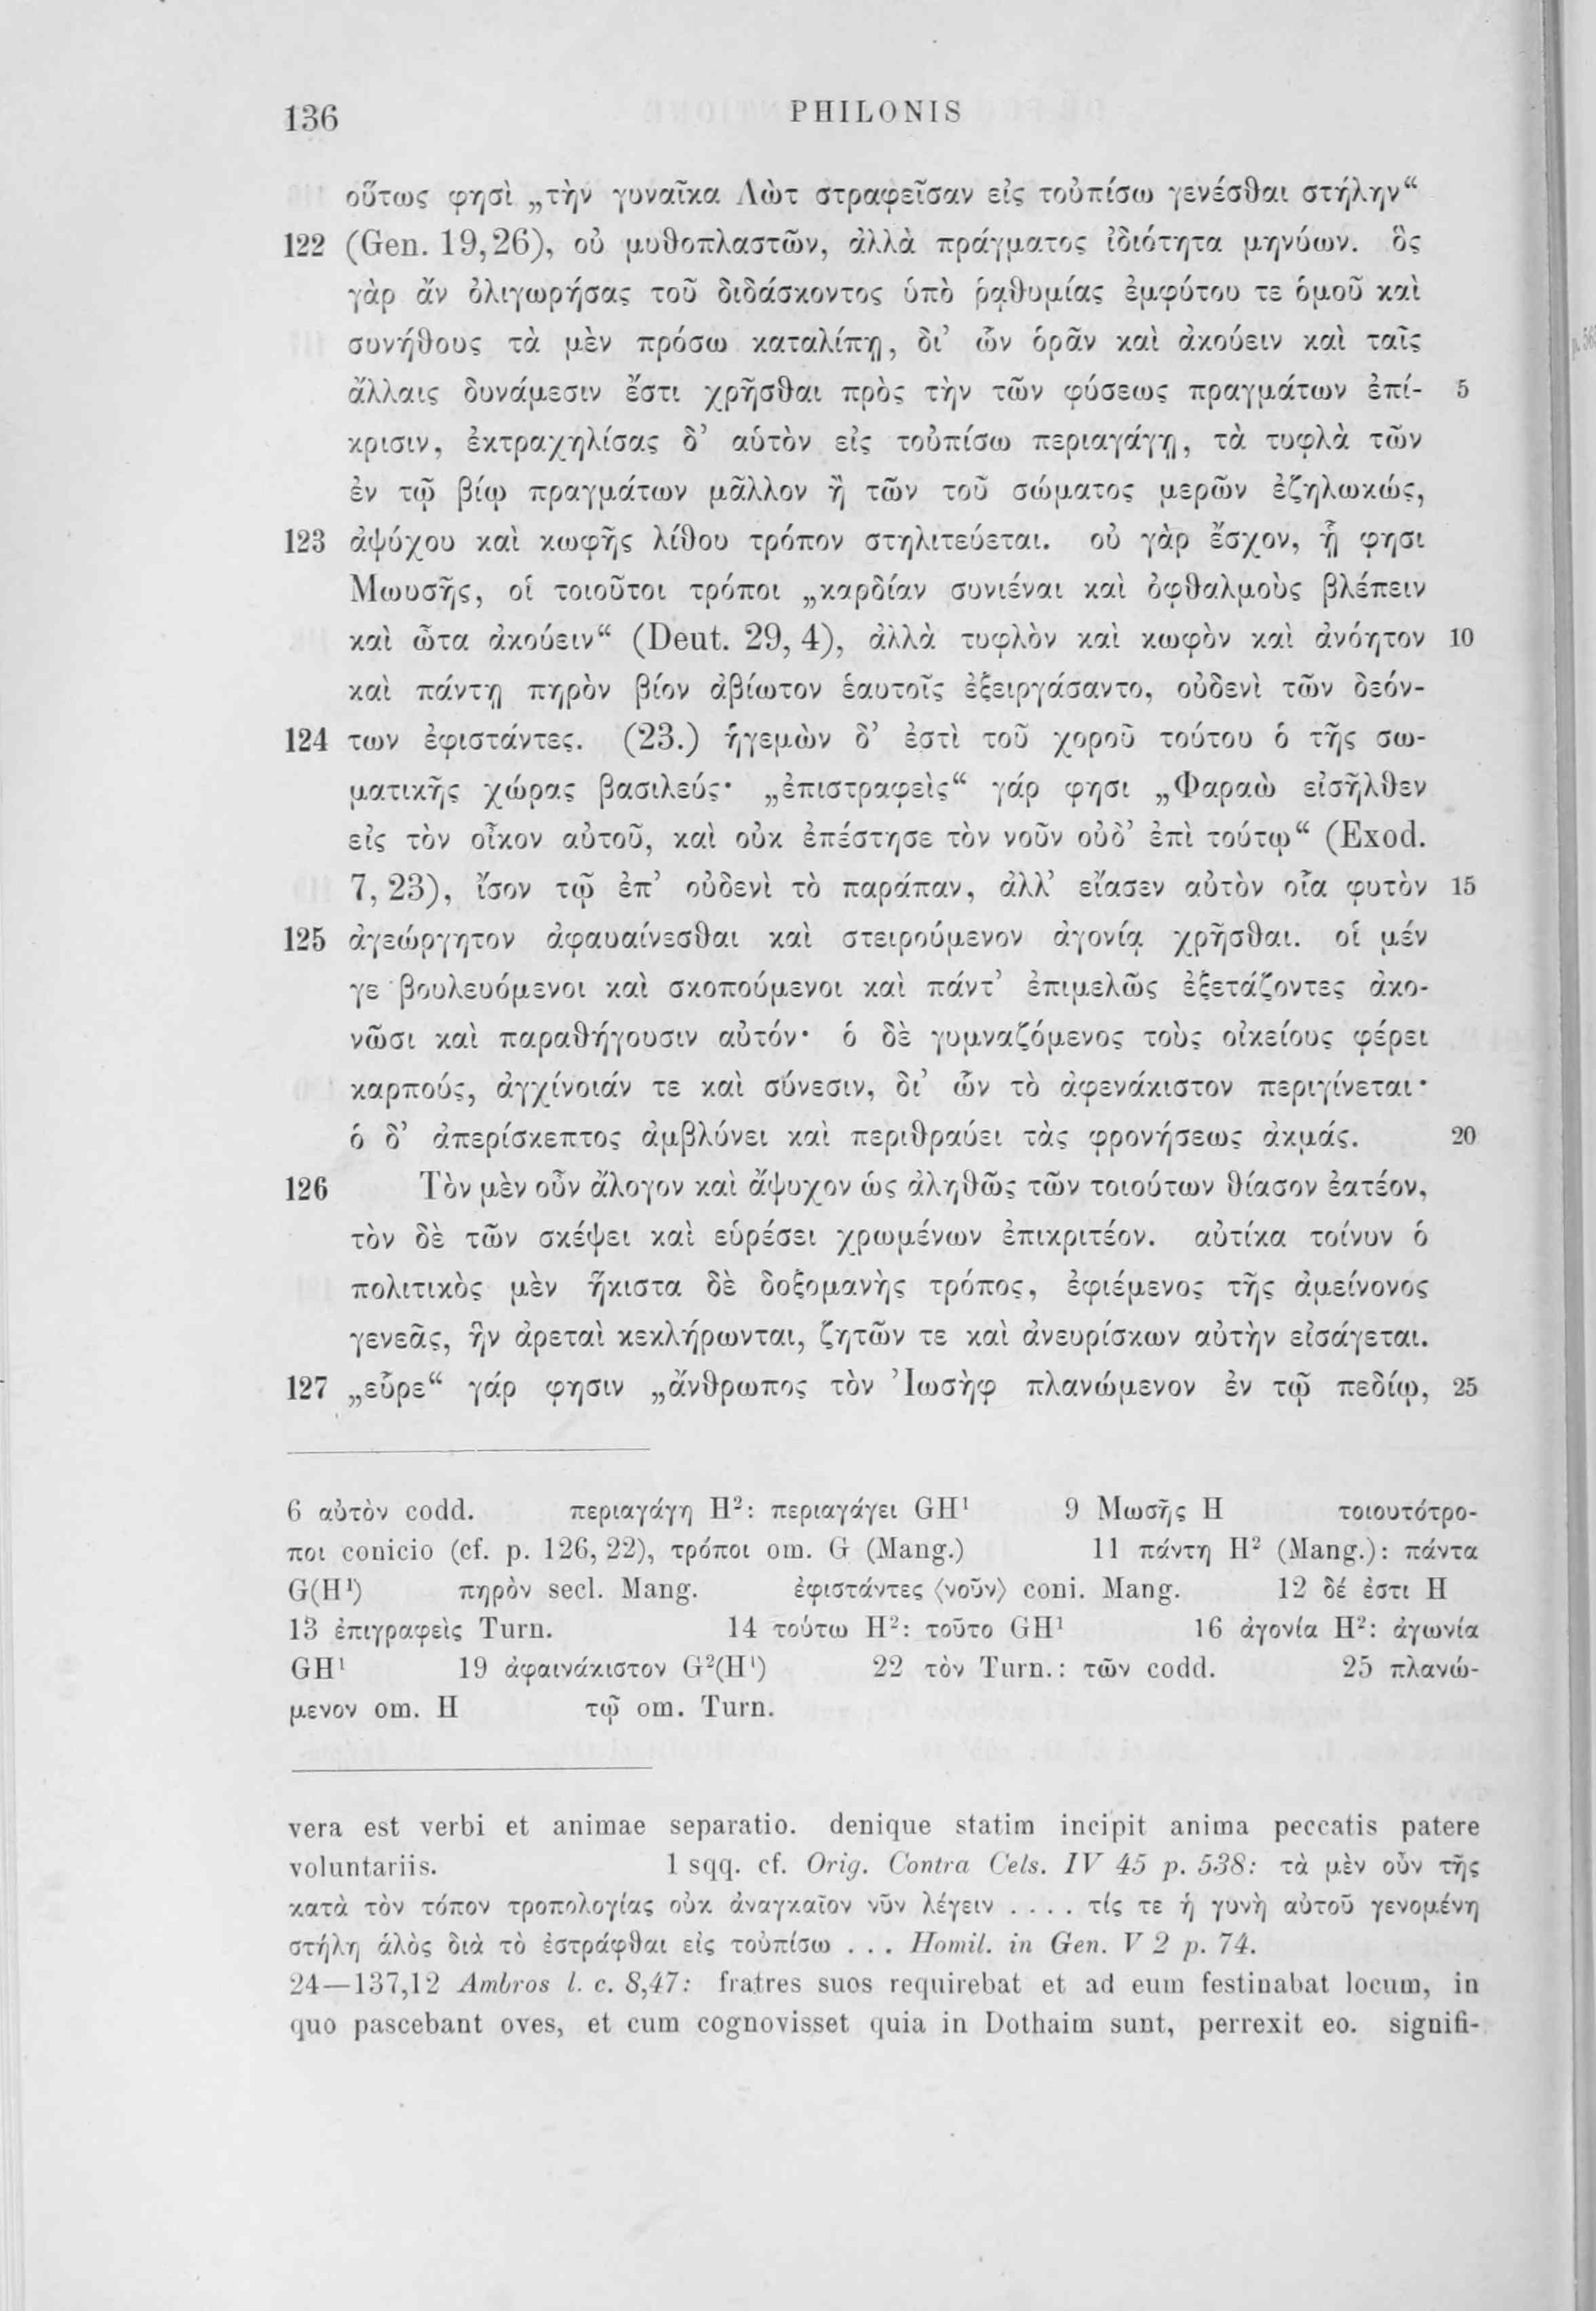 136 PHILONIS
οὕτως φησὶ „τὴν γυναῖκα Λὼτ στραφεῖσαν εἰς τοὐπίσω γενέσθαι στήλην“
122 (Gen. 19,26), οὐ μυθοπλαστῶν, ἀλλὰ πράγματος ἰδιότητα μηνύων. ὃς
γὰρ ἂν ὀλιγωρήσας τοῦ διδάσκοντος ὑπὸ ῥᾳθυμίας ἐμφύτου τε ὁμοῦ καὶ
συνήθους τὰ μὲν πρόσω καταλίπῃ, δι’ ὧν ὁρᾶν καὶ ἀκούειν καὶ ταῖς
ἄλλαις δυνάμεσιν ἔστι χρῆσθαι πρὸς τὴν τῶν φύσεως πραγμάτων ἐπί- 5
κρισιν, ἐκτραχηλίσας δ’ αὑτὸν εἰς τοὐπίσω περιαγάγῃ, τὰ τυφλὰ τῶν
ἐν τῷ βίῳ πραγμάτων μᾶλλον ἢ τῶν τοῦ σώματος μερῶν ἐζηλωκώς,
123 ἀψύχου καὶ κωφῆς λίθου τρόπον στηλιτεύεται. οὐ γὰρ ἔσχον, ᾗ φησι
Μωυσῆς, οἱ τοιοῦτοι τρόποι „καρδίαν συνιέναι καὶ ὀφθαλμοὺς βλέπειν
καὶ ὦτα ἀκούειν“ (Deut. 29, 4), ἀλλὰ τυφλὸν καὶ κωφὸν καὶ ἀνόητον 10
καὶ πάντῃ πηρὸν βίον ἀβίωτον ἑαυτοῖς ἐξειργάσαντο, οὐδενὶ τῶν δεόν-
124 των ἐφιστάντες. (23.) ἡγεμὼν δ’ ἐστὶ τοῦ χοροῦ τούτου ὁ τῆς σω-
ματικῆς χώρας βασιλεύς· „ἐπιστραφεὶς“ γάρ φησι „Φαραὼ εἰσῆλθεν
εἰς τὸν οἶκον αὐτοῦ, καὶ οὐκ ἐπέστησε τὸν νοῦν οὐδ’ ἐπὶ τούτῳ“ (Exod.
7, 23), ἴσον τῷ ἐπ’ οὐδενὶ τὸ παράπαν, ἀλλ’ εἴασεν αὐτὸν οἷα φυτὸν 15
125 ἀγεώργητον ἀφαυαίνεσθαι καὶ στειρούμενον ἀγονίᾳ χρῆσθαι. οἱ μέν
γε βουλευόμενοι καὶ σκοπούμενοι καὶ πάντ’ ἐπιμελῶς ἐξετάζοντες ἀκο-
νῶσι καὶ παραθήγουσιν αὐτόν· ὁ δὲ γυμναζόμενος τοὺς οἰκείους φέρει
καρπούς, ἀγχίνοιάν τε καὶ σύνεσιν, δι’ ὧν τὸ ἀφενάκιστον περιγίνεται·
ὁ δ’ ἀπερίσκεπτος ἀμβλύνει καὶ περιθραύει τὰς φρονήσεως ἀκμάς. 20
126 Τὸν μὲν οὖν ἄλογον καὶ ἄψυχον ὡς ἀληθῶς τῶν τοιούτων θίασον ἐατέον,
τὸν δὲ τῶν σκέψει καὶ εὑρέσει χρωμένων ἐπικριτέον. αὐτίκα τοίνυν ὁ
πολιτικὸς μὲν ἥκιστα δὲ δοξομανὴς τρόπος, ἐφιέμενος τῆς ἀμείνονος
γενεᾶς, ἣν ἀρεταὶ κεκλήρωνται, ζητῶν τε καὶ ἀνευρίσκων αὐτὴν εἰσάγεται.
127 „εὗρε“ γάρ φησιν „ἄνθρωπος τὸν Ἰωσὴφ πλανώμενον ἐν τῷ πεδίῳ, 25
6 αὐτὸν codd. περιαγάγη H²: περιαγάγει GH¹ 9 Μωσῆς H τοιουτότρο-
ποι conicio (cf. p. 126, 22), τρόποι om. G (Mang.) 11 πάντη H² (Mang.): πάντα
G(H¹) πηρὸν secl. Mang. ἐφιστάντες ⟨νοῦν⟩ coni. Mang. 12 δέ ἐστι H
13 ἐπιγραφεὶς Turn. 14 τούτω H²: τοῦτο GH¹ 16 ἀγονία H²: ἀγωνία
GH¹ 19 ἀφαινάκιστον G²(H¹) 22 τὸν Turn.: τῶν codd. 25 πλανώ-
μενον om. H τῷ om. Turn.
vera est verbi et animae separatio. denique statim incipit anima peccatis patere
voluntariis. 1 sqq. cf. Orig. Contra Cels. IV 45 p. 538: τὰ μὲν οὖν τῆς
κατὰ τὸν τόπον τροπολογίας οὐκ ἀναγκαῖον νῦν λέγειν . . . . τίς τε ἡ γυνὴ αὐτοῦ γενομένη
στήλη ἁλὸς διὰ τὸ ἐστράφθαι εἰς τοὐπίσω . . . Homil. in Gen. V 2 p. 74.
24—137,12 Ambros l. c. 8,47: fratres suos requirebat et ad eum festinabat locum, in
quo pascebant oves, et cum cognovisset quia in Dothaim sunt, perrexit eo. signifi-